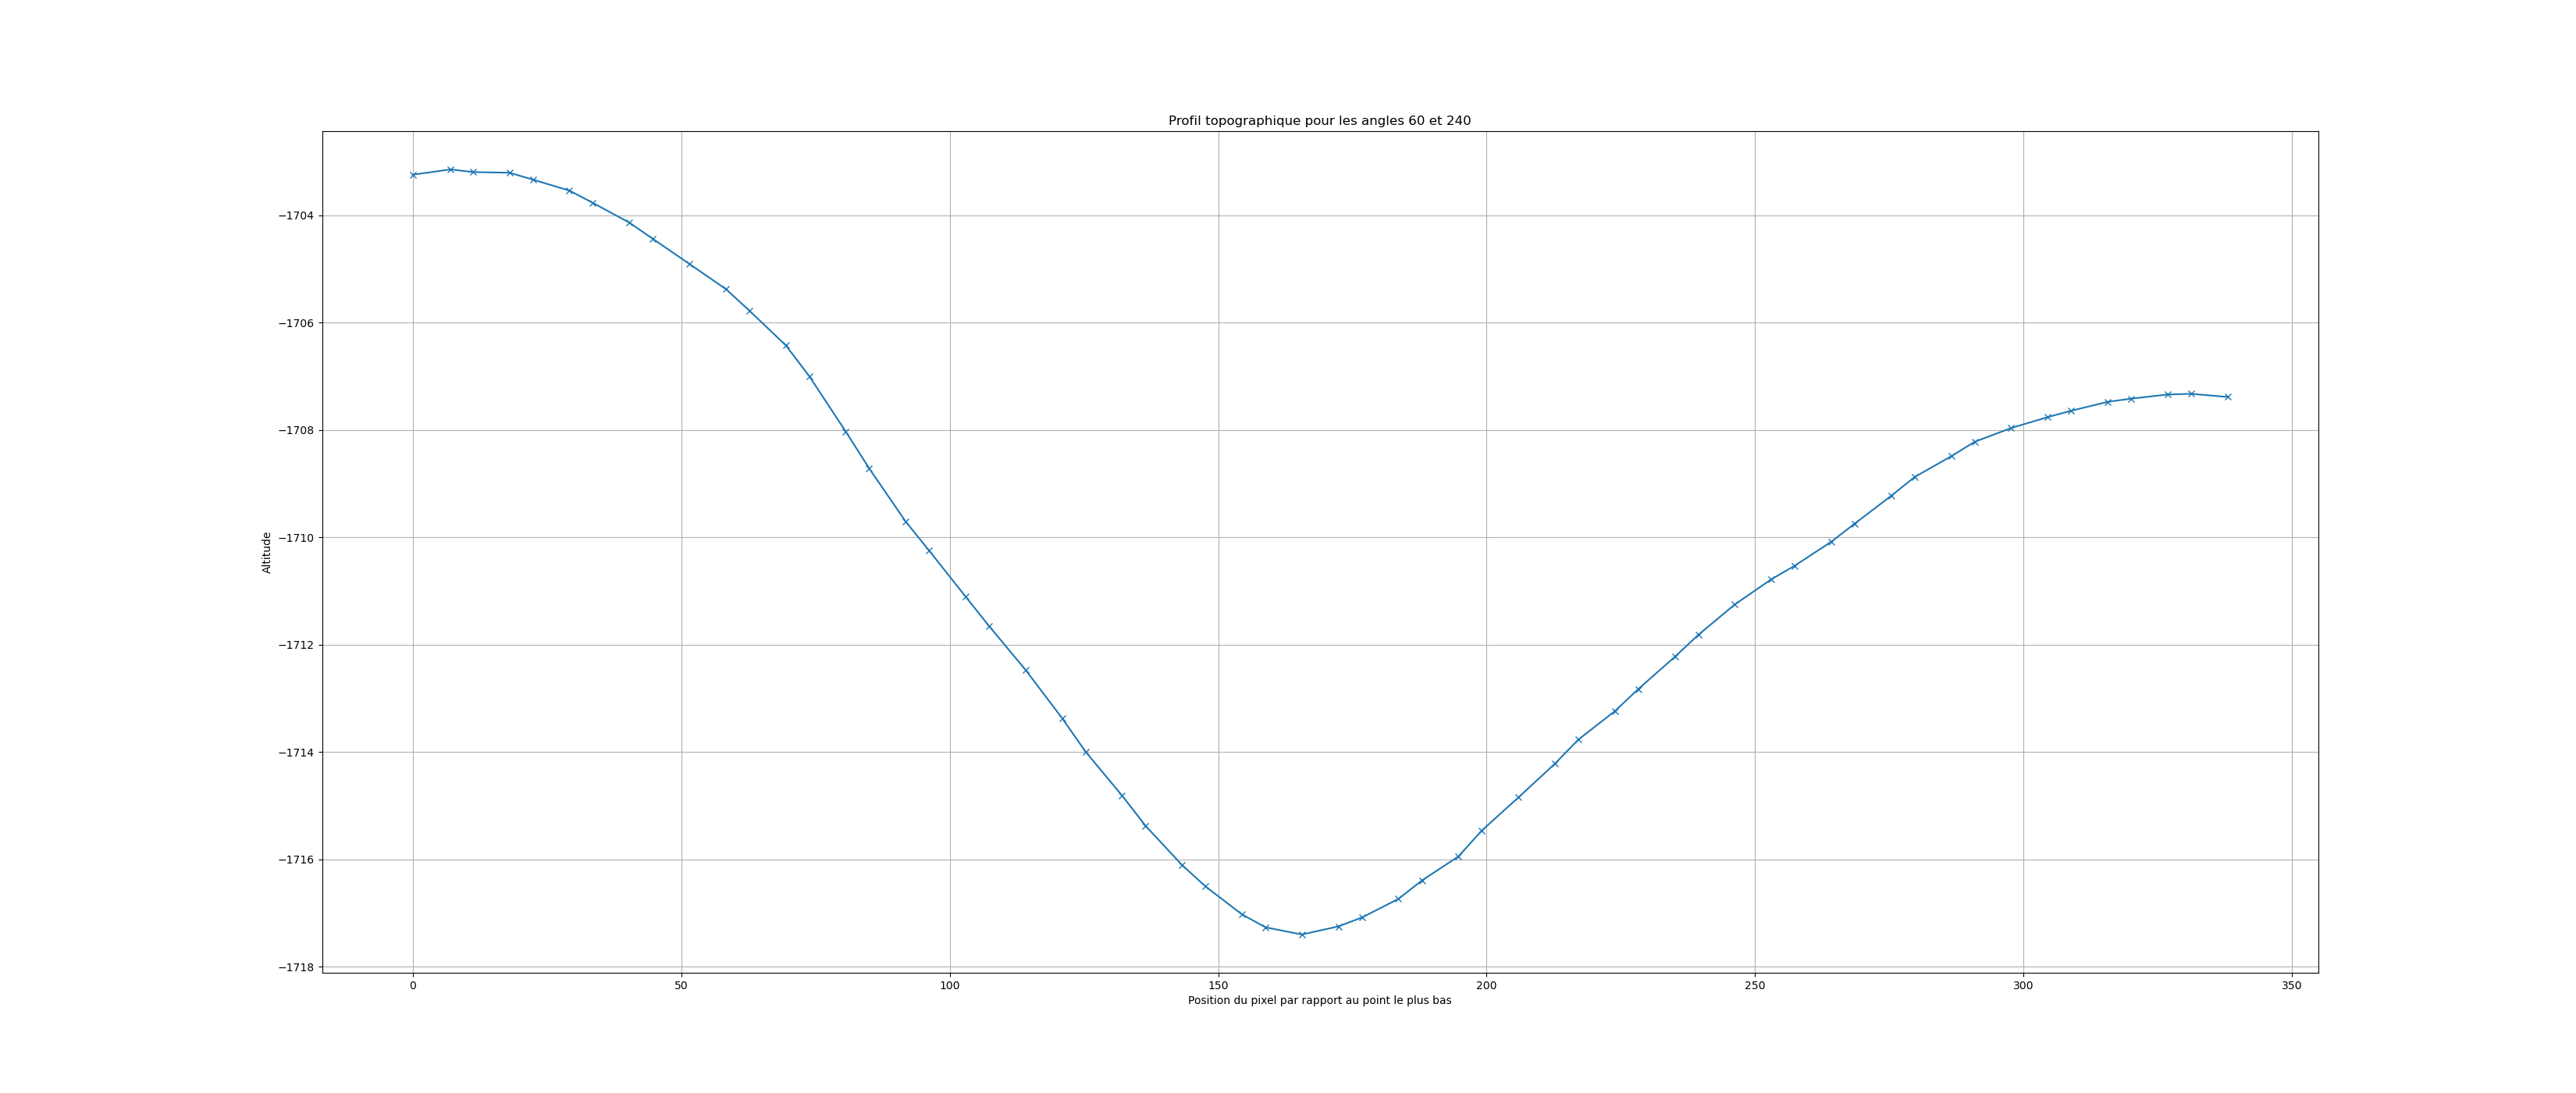 Profil topographique pour les angles 60 et 240
Altitude
−1704
−1706
−1708
−1710
−1712
−1714
−1716
−1718
0 50 100 150 200 250 300 350
Position du pixel par rapport au point le plus bas